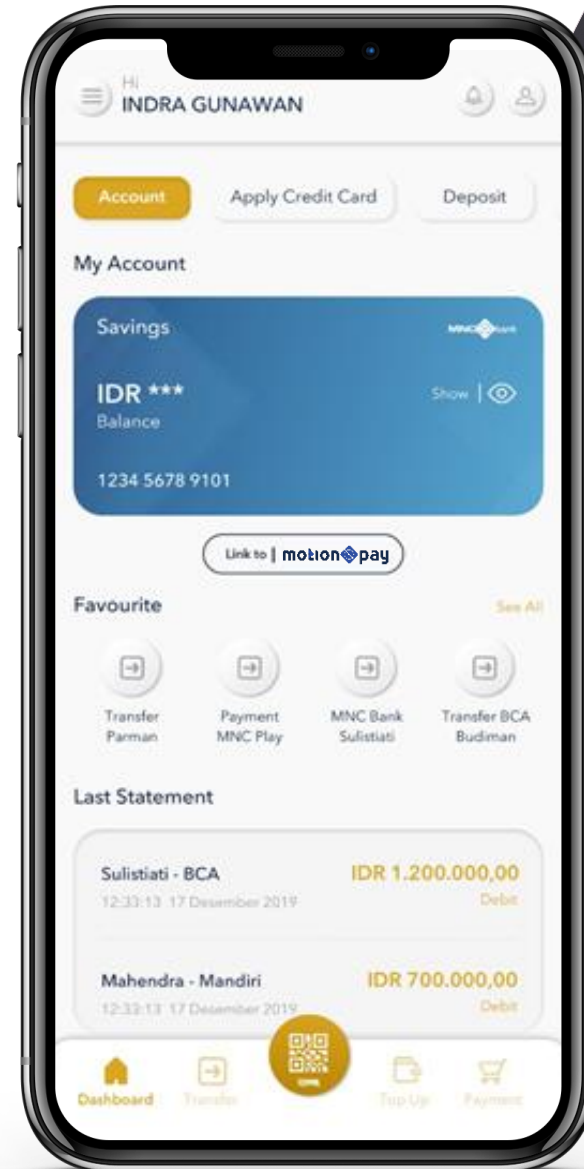 Hi
INDRA GUNAWAN
Account
Apply Credit Card
Deposit
My Account
Savings
MNC bank
IDR ***
Show |
Balance
1234 5678 9101
Link to | motion pay
Favourite
See All
Transfer
Parman
Payment
MNC Play
MNC Bank
Sulistiati
Transfer BCA
Budiman
Last Statement
Sulistiati - BCA
IDR 1.200.000,00
12:33:13 17 Desember 2019
Debit
Mahendra - Mandiri
IDR 700.000,00
12:33:13 17 Desember 2019
Debit
Dashboard
Transfer
Top Up
Payment